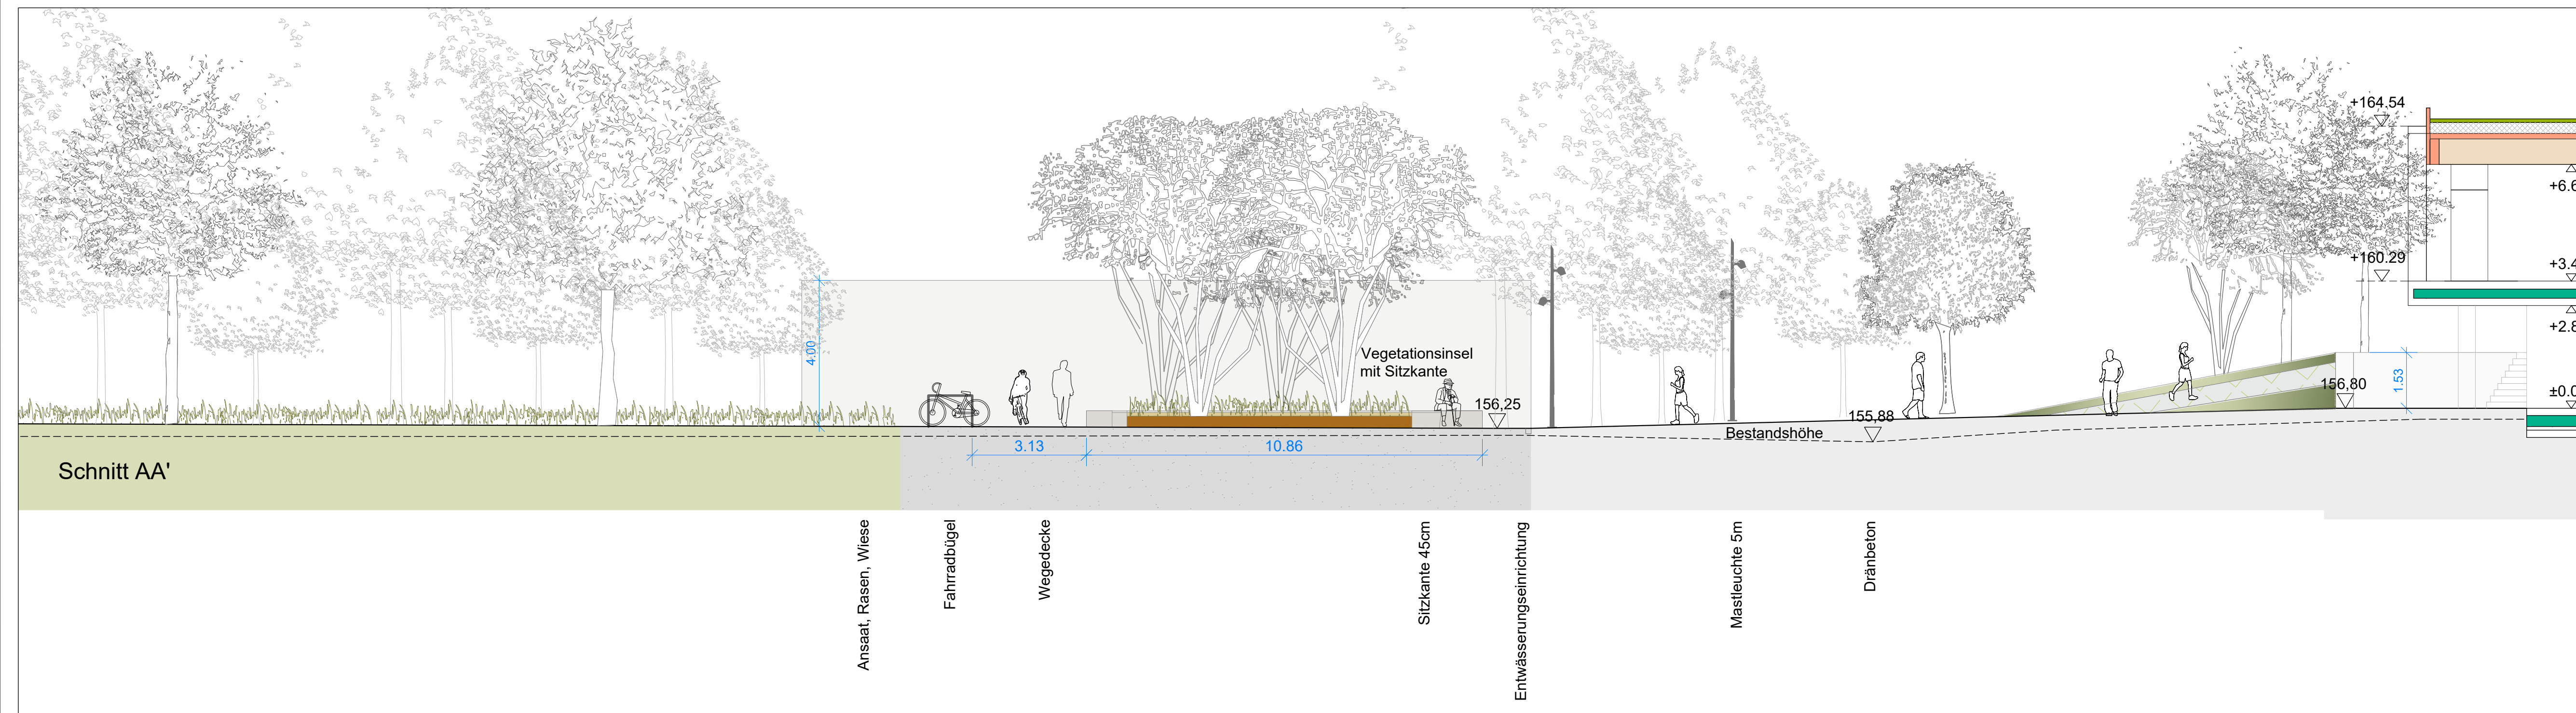 +164.54
+6.6
+160.29
+3.4
+2.8
4.00
Vegetationsinsel
mit Sitzkante
1.53
156,80
±0.0
156,25
155,88
Bestandshöhe
3.13
10.86
Schnitt AA'
Ansaat, Rasen, Wiese
Fahrradbügel
Wegedecke
Sitzkante 45cm
Entwässerungseinrichtung
Mastleuchte 5m
Dränbeton